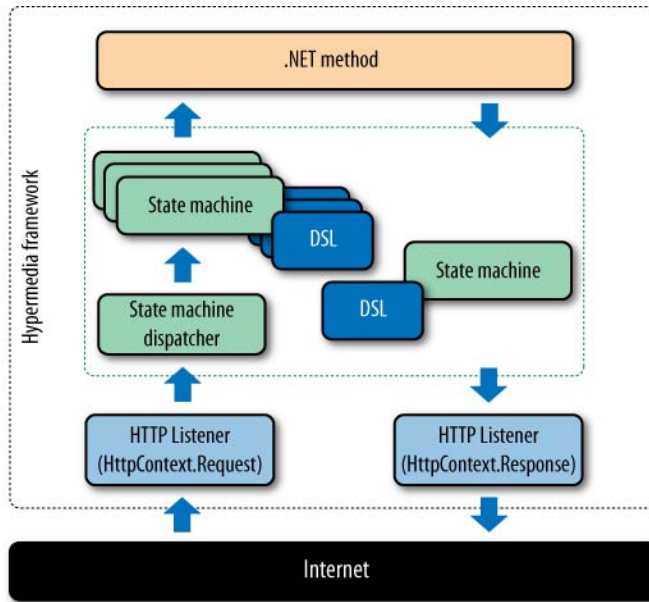 .NET method
Hypermedia framework
State machine
DSL
State machine
DSL
State machine
dispatcher
HTTP Listener
(HttpContext.Request)
HTTP Listener
(HttpContext.Response)
Internet